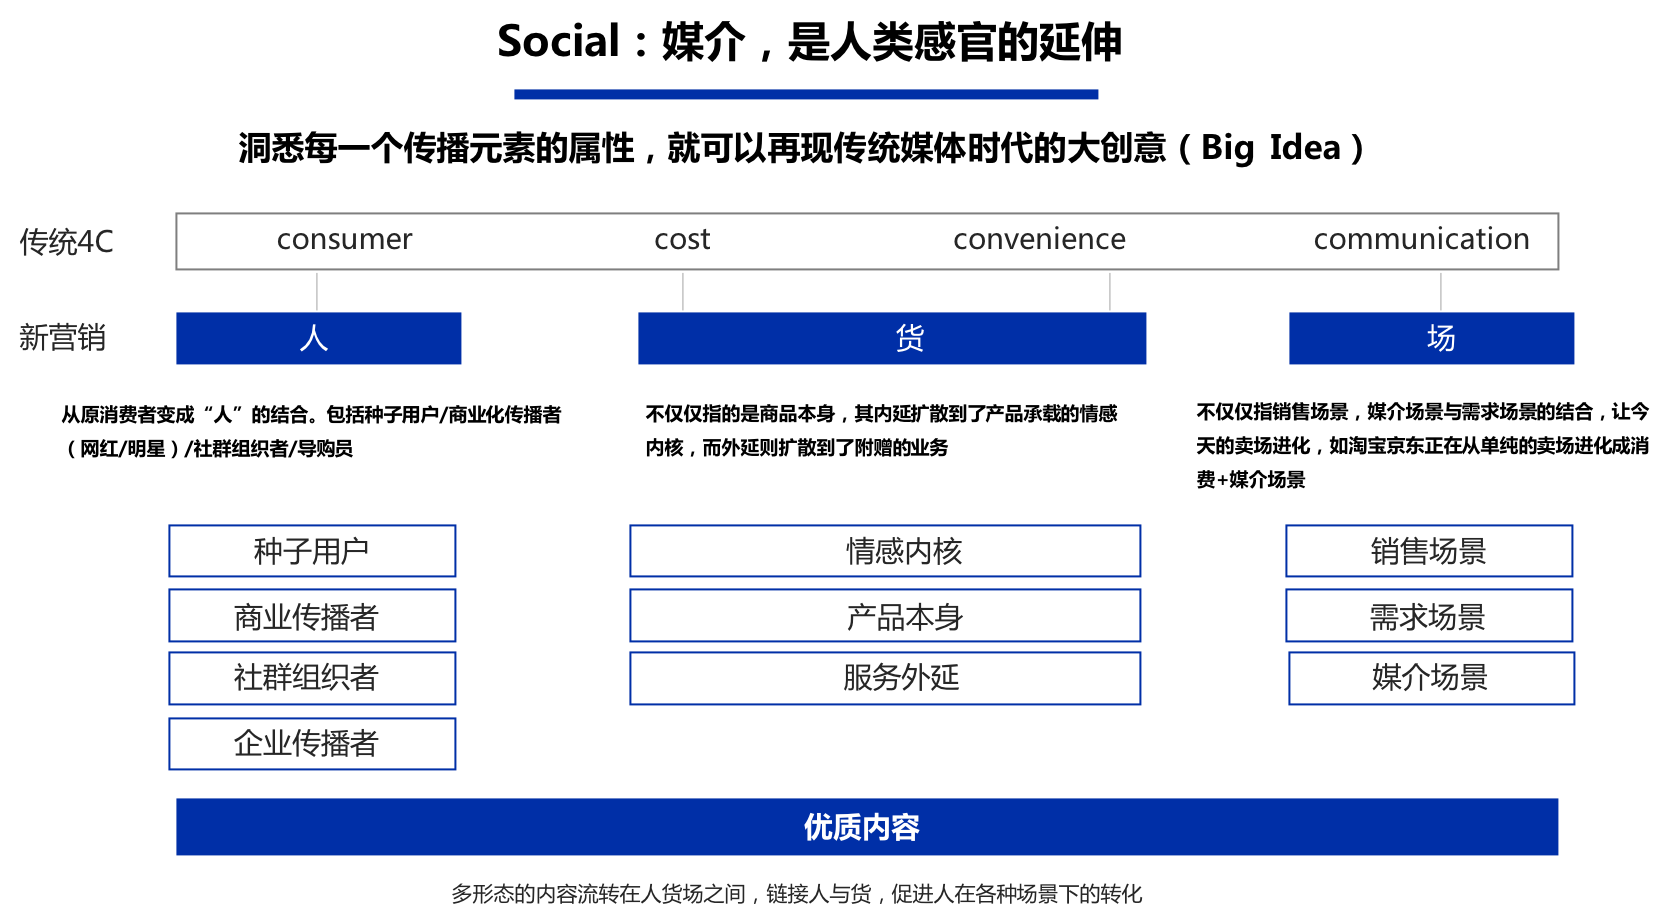 Social：媒介，是人类感官的延伸
洞悉每一个传播元素的属性，就可以再现传统媒体时代的大创意（Big Idea）
传统4C
consumer
cost
convenience
communication
新营销
人
货
场
从原消费者变成“人”的结合。包括种子用户/商业化传播者
（网红/明星）/社群组织者/导购员
不仅仅指的是商品本身，其内延扩散到了产品承载的情感
内核，而外延则扩散到了附赠的业务
不仅仅指销售场景，媒介场景与需求场景的结合，让今
天的卖场进化，如淘宝京东正在从单纯的卖场进化成消
费+媒介场景
种子用户
商业传播者
社群组织者
企业传播者
情感内核
产品本身
服务外延
销售场景
需求场景
媒介场景
优质内容
多形态的内容流转在人货场之间，链接人与货，促进人在各种场景下的转化